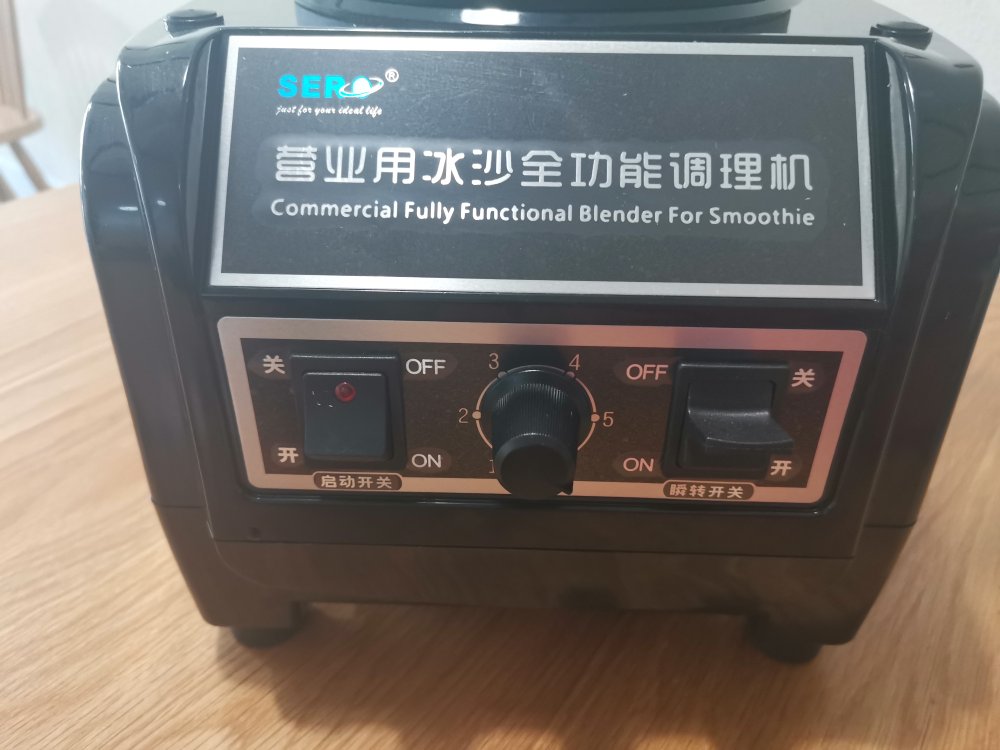 SERO®
just for your ideal life
营业用冰沙全功能调理机
Commercial Fully Functional Blender For Smoothie
关 OFF
开 ON
启动开关
3 4
2 5
1
OFF 关
ON 开
瞬转开关